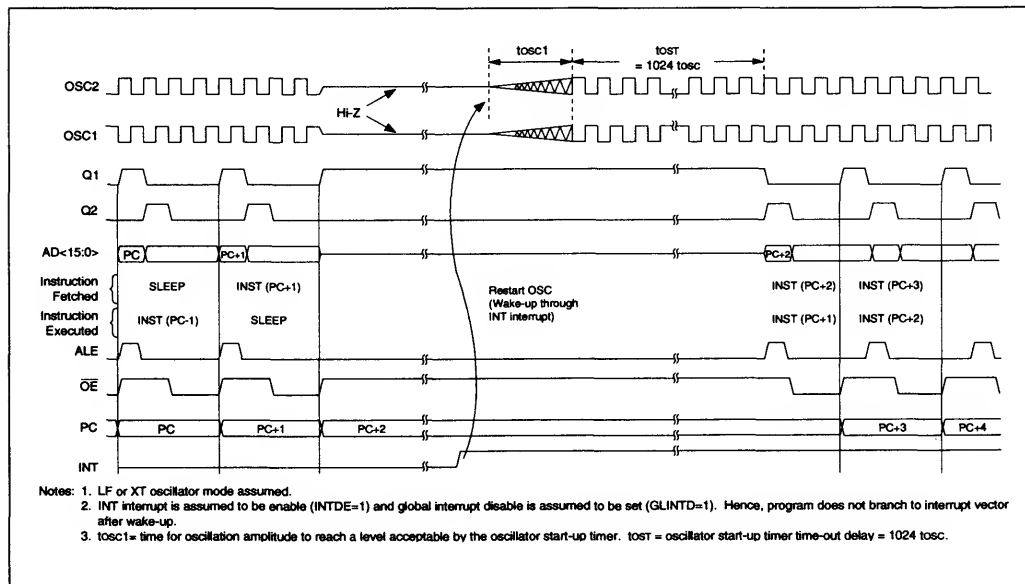 tosc1
tOST
= 1024 tosc
OSC2
Hi-Z
OSC1
Q1
Q2
AD<15:0>
PC
PC+1
PC+2
Instruction
Fetched
SLEEP
INST (PC+1)
INST (PC+2)
INST (PC+3)
Restart OSC
(Wake-up through
INT interrupt)
Instruction
Executed
INST (PC-1)
SLEEP
INST (PC+1)
INST (PC+2)
ALE
OE
PC
PC
PC+1
PC+2
PC+3
PC+4
INT
Notes: 1. LF or XT oscillator mode assumed.
2. INT interrupt is assumed to be enable (INTDE=1) and global interrupt disable is assumed to be set (GLINTD=1). Hence, program does not branch to interrupt vector
after wake-up.
3. tosc1= time for oscillation amplitude to reach a level acceptable by the oscillator start-up timer. tOST = oscillator start-up timer time-out delay = 1024 tosc.